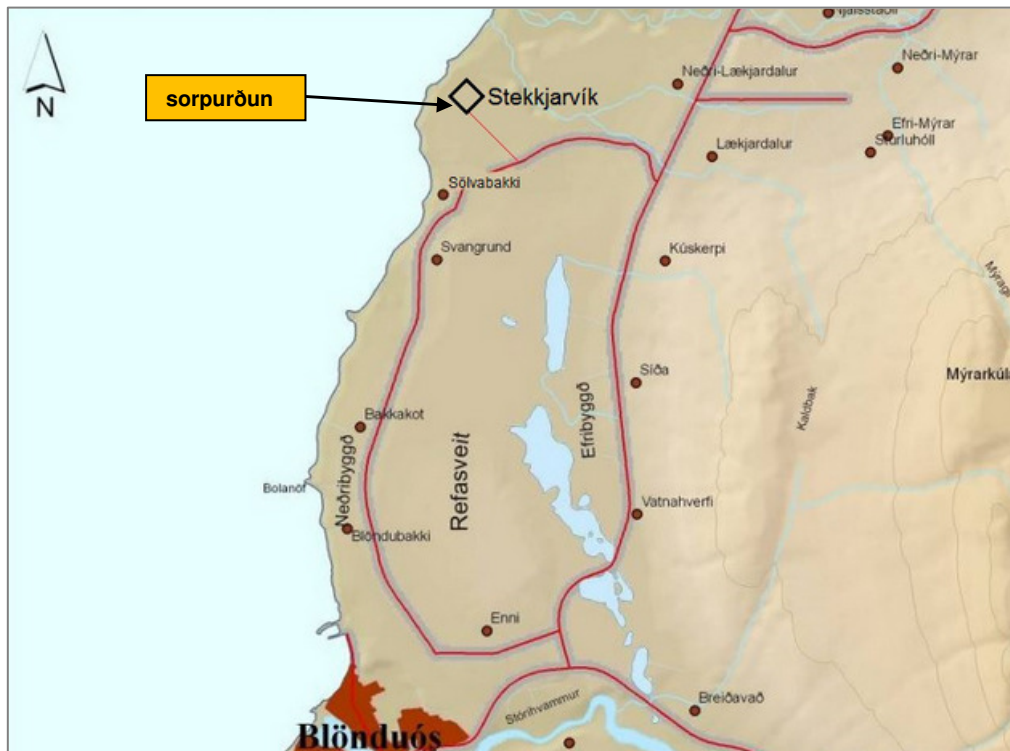 Njálsstaðir
Neðri-Mýrar
Neðri-Lækjardalur
sorpurðun
Stekkjarvík
N
Efri-Mýrar
Sturluhóll
Lækjardalur
Sölvabakki
Svangrund
Kúskerpi
Síða
Mýrarkúla
Kaldbak
Efribyggð
Bakkakot
Refasveit
Neðribyggð
Bolanöf
Vatnahverfi
Blöndubakki
Enni
Breiðavað
Stórihvammur
Blönduós